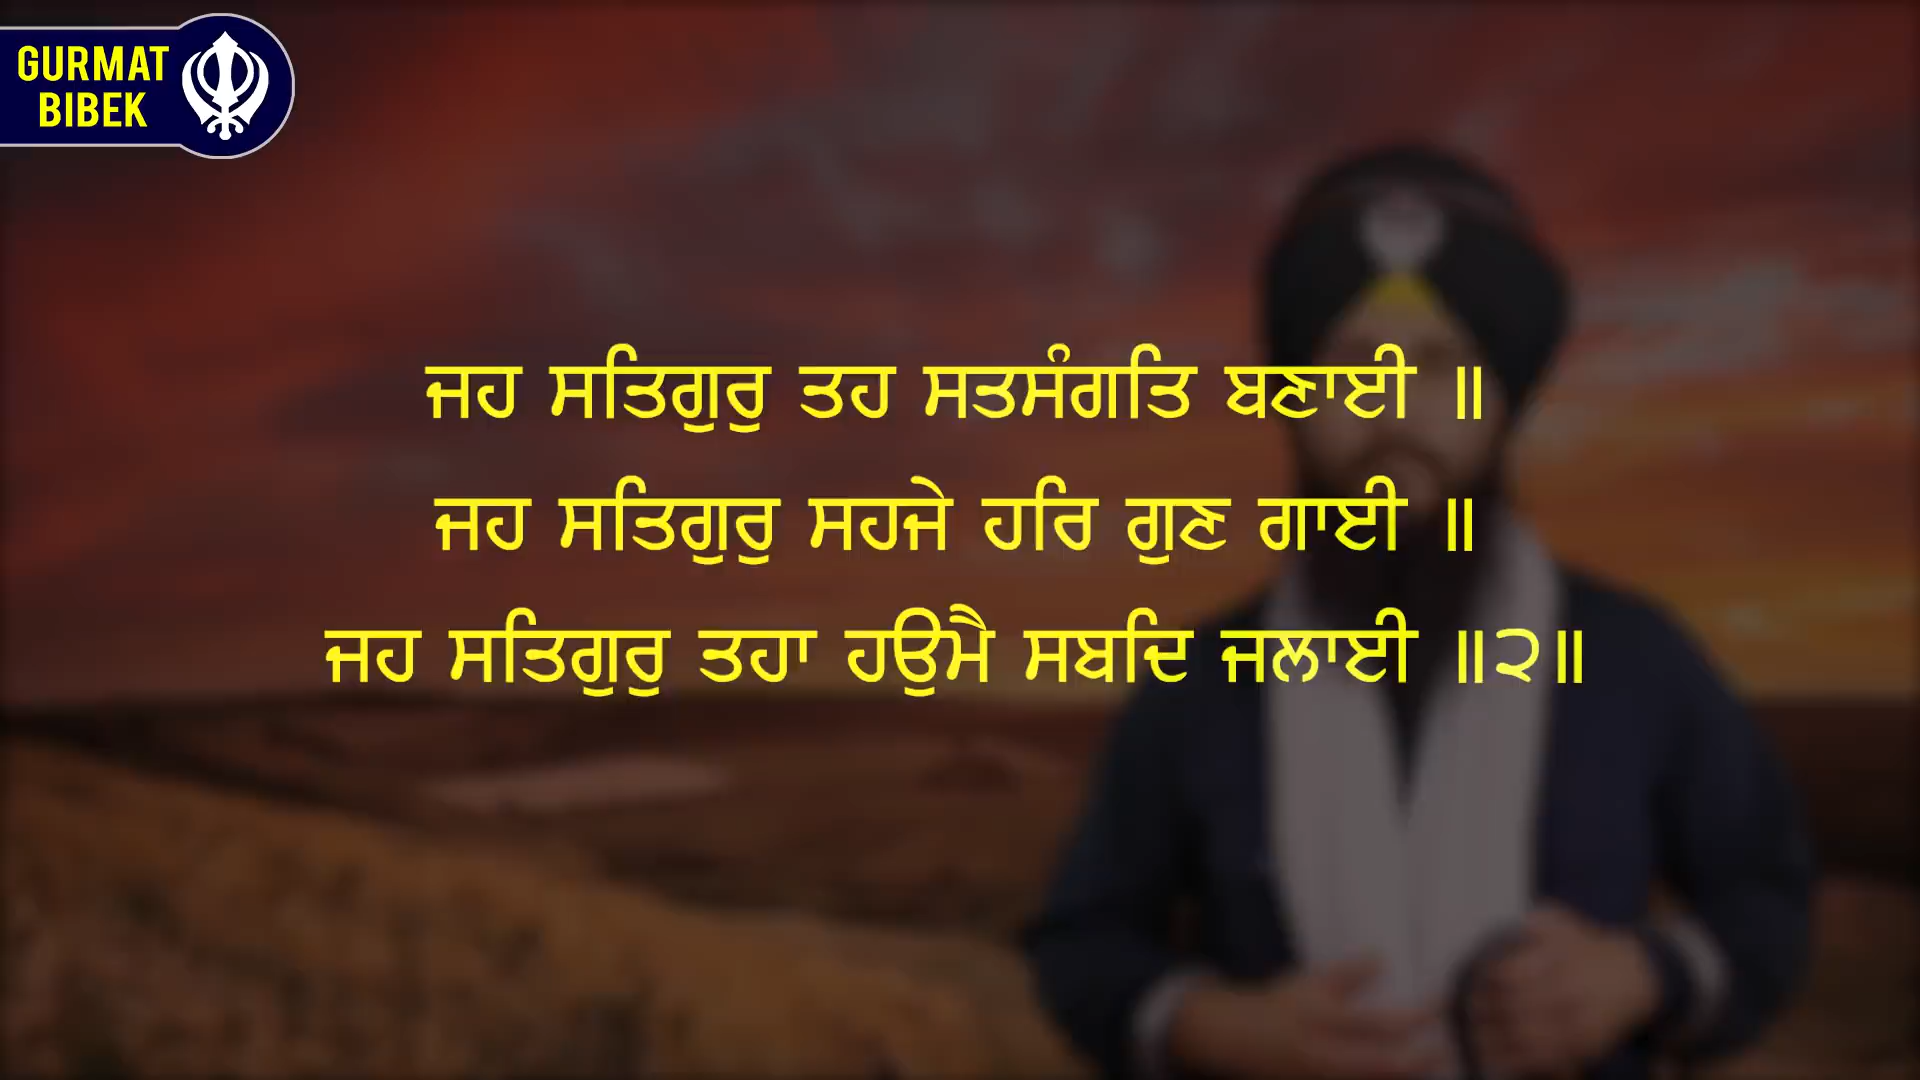 GURMAT
BIBEK
ਜਹ ਸਤਿਗੁਰੁ ਤਹ ਸਤਸੰਗਤਿ ਬਣਾਈ ॥
ਜਹ ਸਤਿਗੁਰੁ ਸਹਜੇ ਹਰਿ ਗੁਣ ਗਾਈ ॥
ਜਹ ਸਤਿਗੁਰੁ ਤਹਾ ਹਉਮੈ ਸਬਦਿ ਜਲਾਈ ॥੨॥